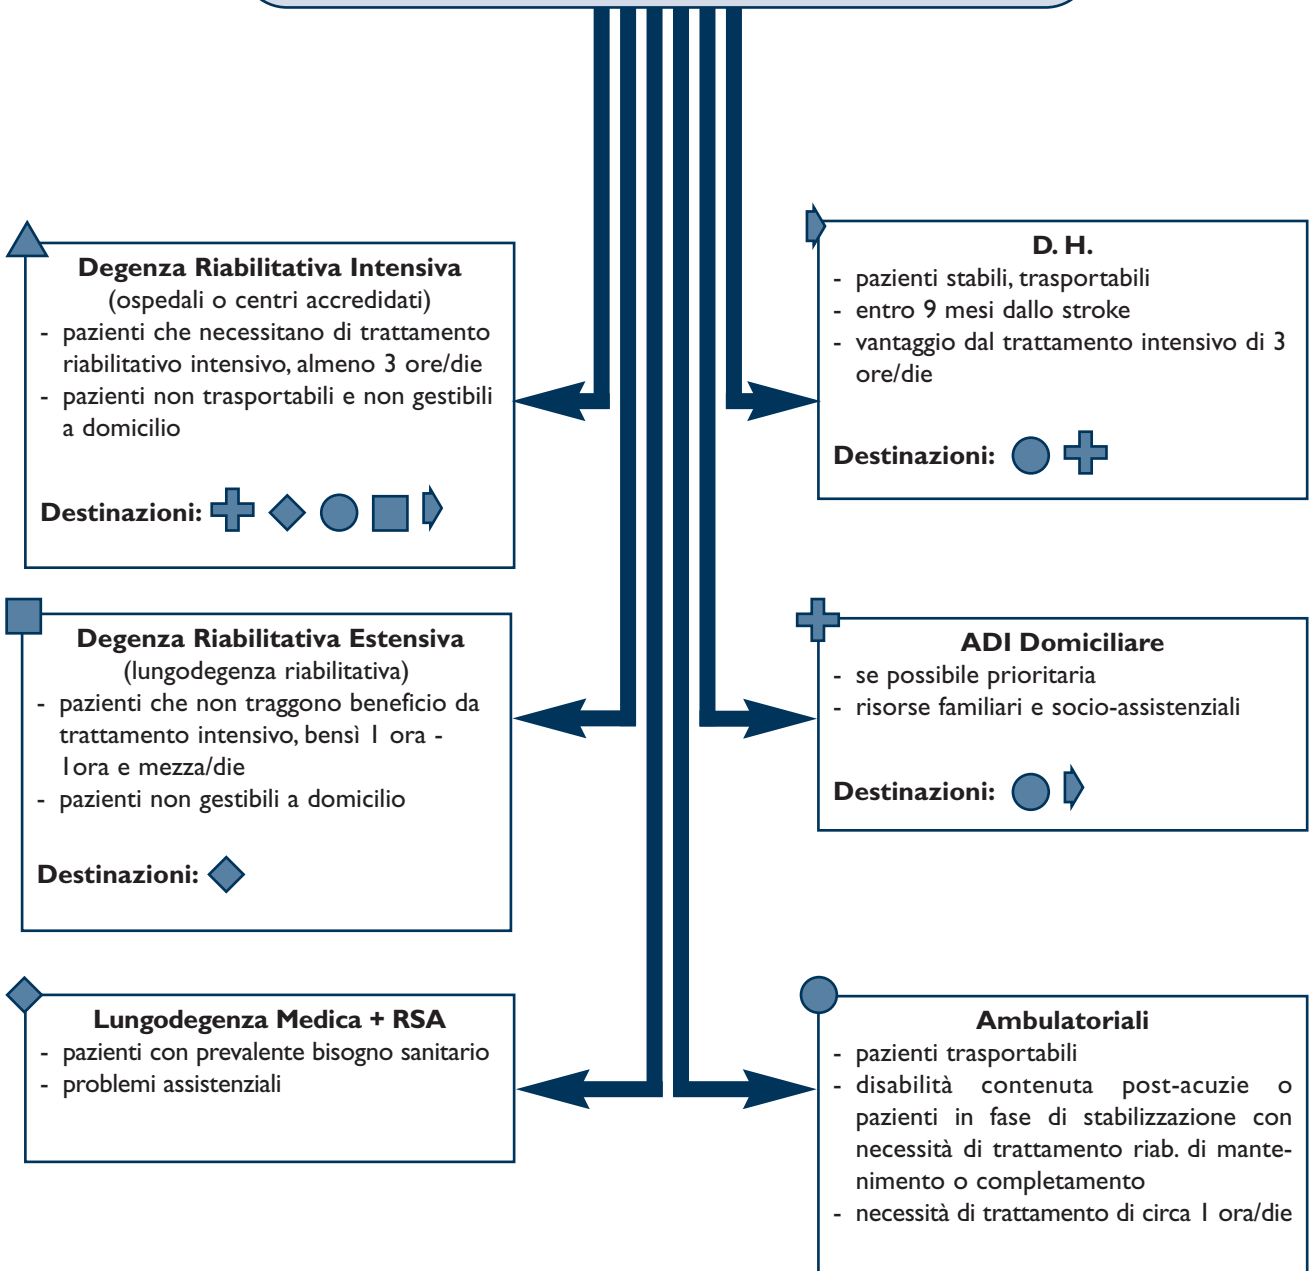 Degenza Riabilitativa Intensiva
(ospedali o centri accredidati)
- pazienti che necessitano di trattamento
riabilitativo intensivo, almeno 3 ore/die
- pazienti non trasportabili e non gestibili
a domicilio
Destinazioni:
Degenza Riabilitativa Estensiva
(lungodegenza riabilitativa)
- pazienti che non traggono beneficio da
trattamento intensivo, bensì 1 ora -
1ora e mezza/die
- pazienti non gestibili a domicilio
Destinazioni:
Lungodegenza Medica + RSA
- pazienti con prevalente bisogno sanitario
- problemi assistenziali
D. H.
- pazienti stabili, trasportabili
- entro 9 mesi dallo stroke
- vantaggio dal trattamento intensivo di 3
ore/die
Destinazioni:
ADI Domiciliare
- se possibile prioritaria
- risorse familiari e socio-assistenziali
Destinazioni:
Ambulatoriali
- pazienti trasportabili
- disabilità contenuta post-acuzie o
pazienti in fase di stabilizzazione con
necessità di trattamento riab. di mante-
nimento o completamento
- necessità di trattamento di circa 1 ora/die